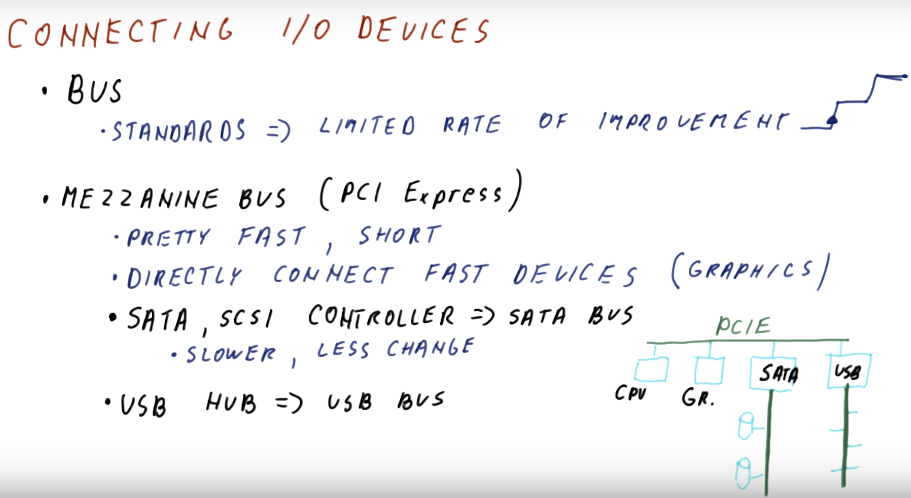 CONNECTING I/O DEVICES
• BUS
• STANDARDS => LIMITED RATE OF IMPROVEMENT
• MEZZANINE BUS (PCI Express)
• PRETTY FAST, SHORT
• DIRECTLY CONNECT FAST DEVICES (GRAPHICS)
• SATA, SCSI CONTROLLER => SATA BUS
• SLOWER, LESS CHANGE
• USB HUB => USB BUS
PCIE
CPU GR. SATA USB